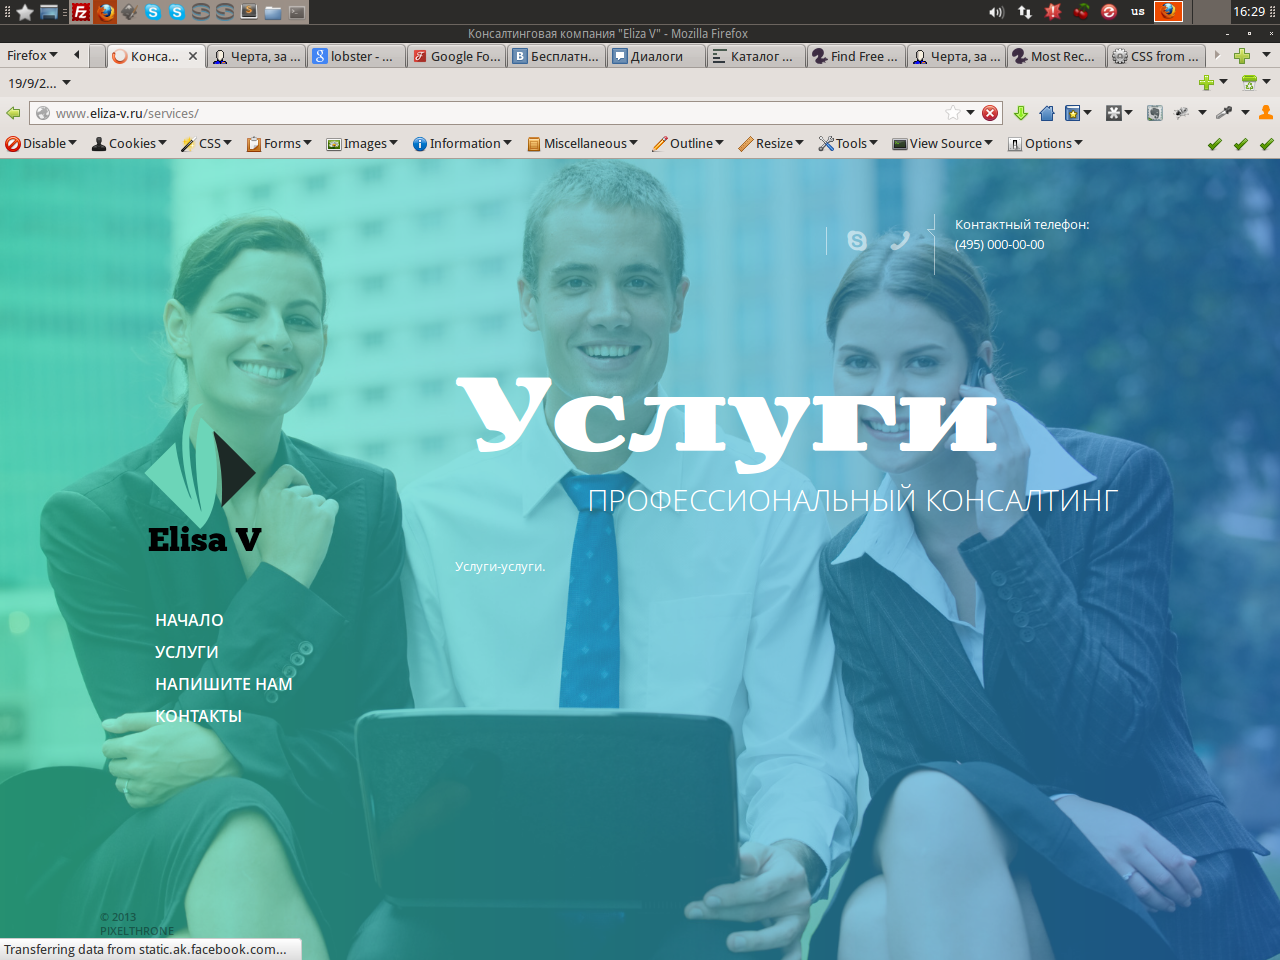 us
16:29
Консалтинговая компания "Eliza V" - Mozilla Firefox
Firefox
Конса...
Черта, за ...
lobster - ...
Google Fo...
Бесплатн...
Диалоги
Каталог ...
Find Free ...
Черта, за ...
Most Rec...
CSS from ...
19/9/2...
www.eliza-v.ru/services/
Disable
Cookies
CSS
Forms
Images
Information
Miscellaneous
Outline
Resize
Tools
View Source
Options
Контактный телефон:
(495) 000-00-00
Услуги
ПРОФЕССИОНАЛЬНЫЙ КОНСАЛТИНГ
Elisa V
Услуги-услуги.
НАЧАЛО
УСЛУГИ
НАПИШИТЕ НАМ
КОНТАКТЫ
© 2013
PIXELTHRONE
Transferring data from static.ak.facebook.com...